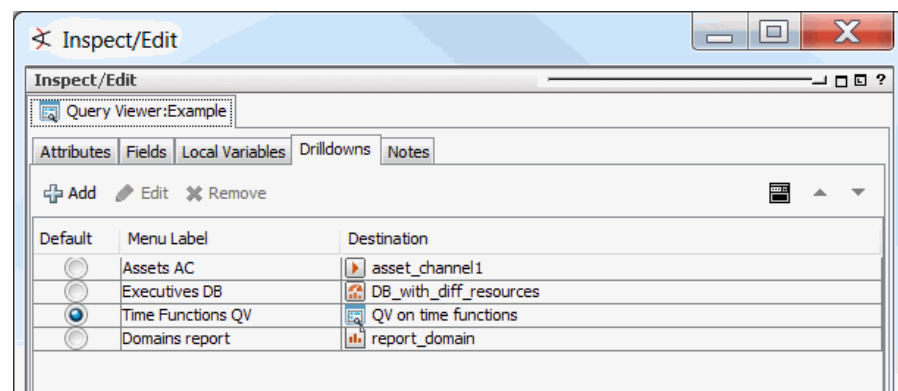 Inspect/Edit
Inspect/Edit
?
Query Viewer:Example
Attributes Fields Local Variables Drilldowns Notes
Add Edit Remove
Default Menu Label Destination
Assets AC asset_channel1
Executives DB DB_with_diff_resources
Time Functions QV QV on time functions
Domains report report_domain